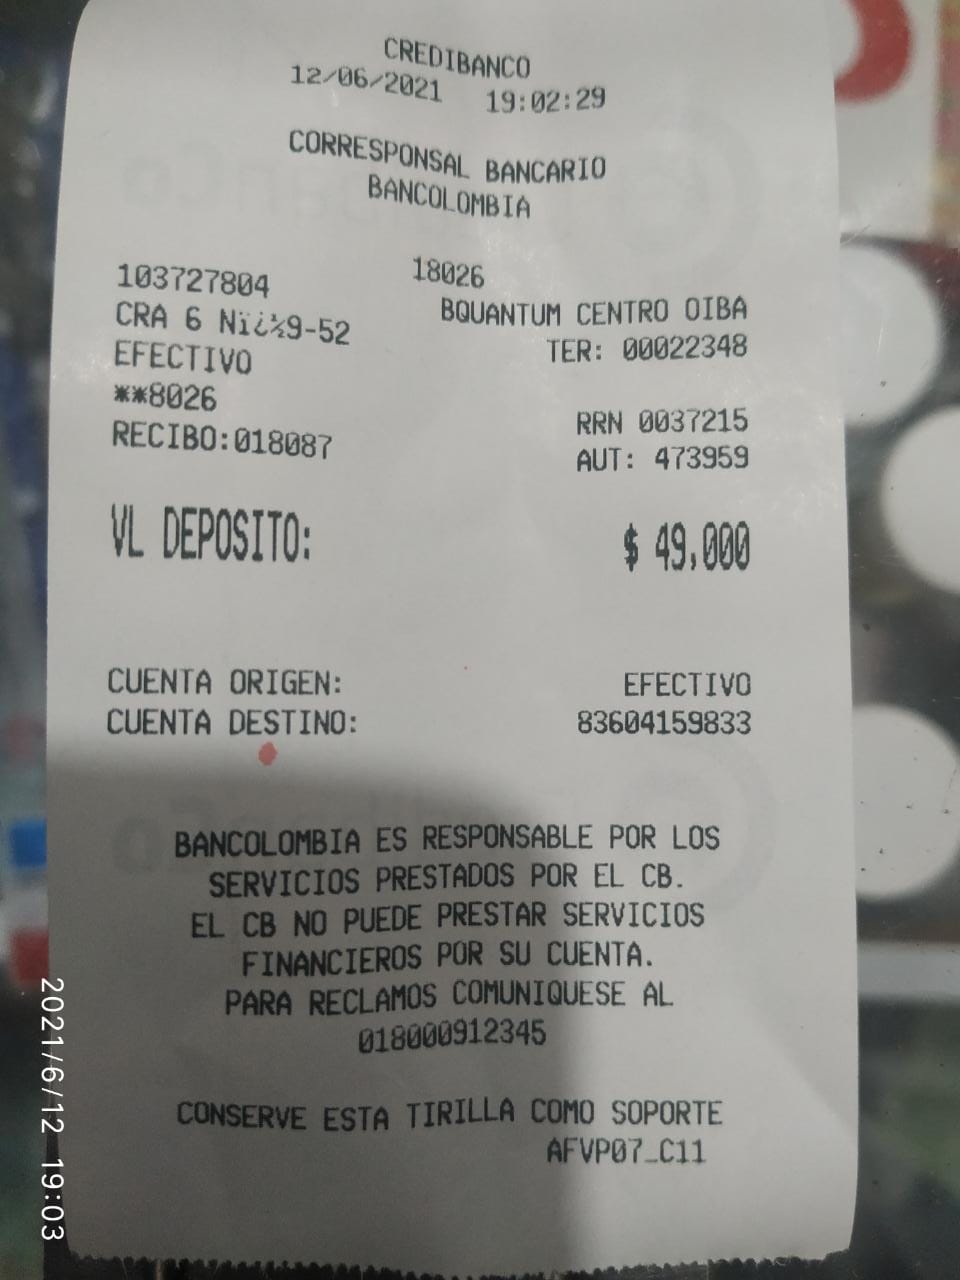 CREDIBANCO
12/06/2021 19:02:29
CORRESPONSAL BANCARIO
BANCOLOMBIA
103727804 18026
CRA 6 Nï¿½9-52 BQUANTUM CENTRO OIBA
EFECTIVO TER: 00022348
**8026
RECIBO:018087 RRN 0037215
AUT: 473959
VL DEPOSITO: $ 49,000
CUENTA ORIGEN: EFECTIVO
CUENTA DESTINO: 83604159833
BANCOLOMBIA ES RESPONSABLE POR LOS
SERVICIOS PRESTADOS POR EL CB.
EL CB NO PUEDE PRESTAR SERVICIOS
FINANCIEROS POR SU CUENTA.
PARA RECLAMOS COMUNIQUESE AL
018000912345
CONSERVE ESTA TIRILLA COMO SOPORTE
AFVP07_C11
2021/6/12 19:03